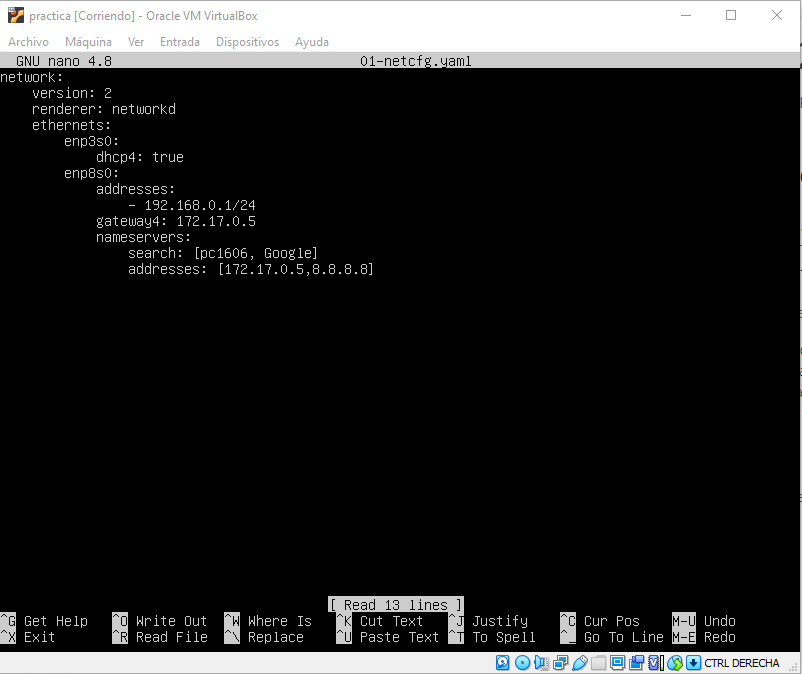 practica [Corriendo] - Oracle VM VirtualBox
Archivo Máquina Ver Entrada Dispositivos Ayuda
GNU nano 4.8 01-netcfg.yaml
network:
    version: 2
    renderer: networkd
    ethernets:
        enp3s0:
            dhcp4: true
        enp8s0:
            addresses:
                - 192.168.0.1/24
            gateway4: 172.17.0.5
            nameservers:
                search: [pc1606, Google]
                addresses: [172.17.0.5,8.8.8.8]
[ Read 13 lines ]
^G Get Help ^O Write Out ^W Where Is ^K Cut Text ^J Justify ^C Cur Pos M-U Undo
^X Exit ^R Read File ^\ Replace ^U Paste Text ^T To Spell ^_ Go To Line M-E Redo
CTRL DERECHA